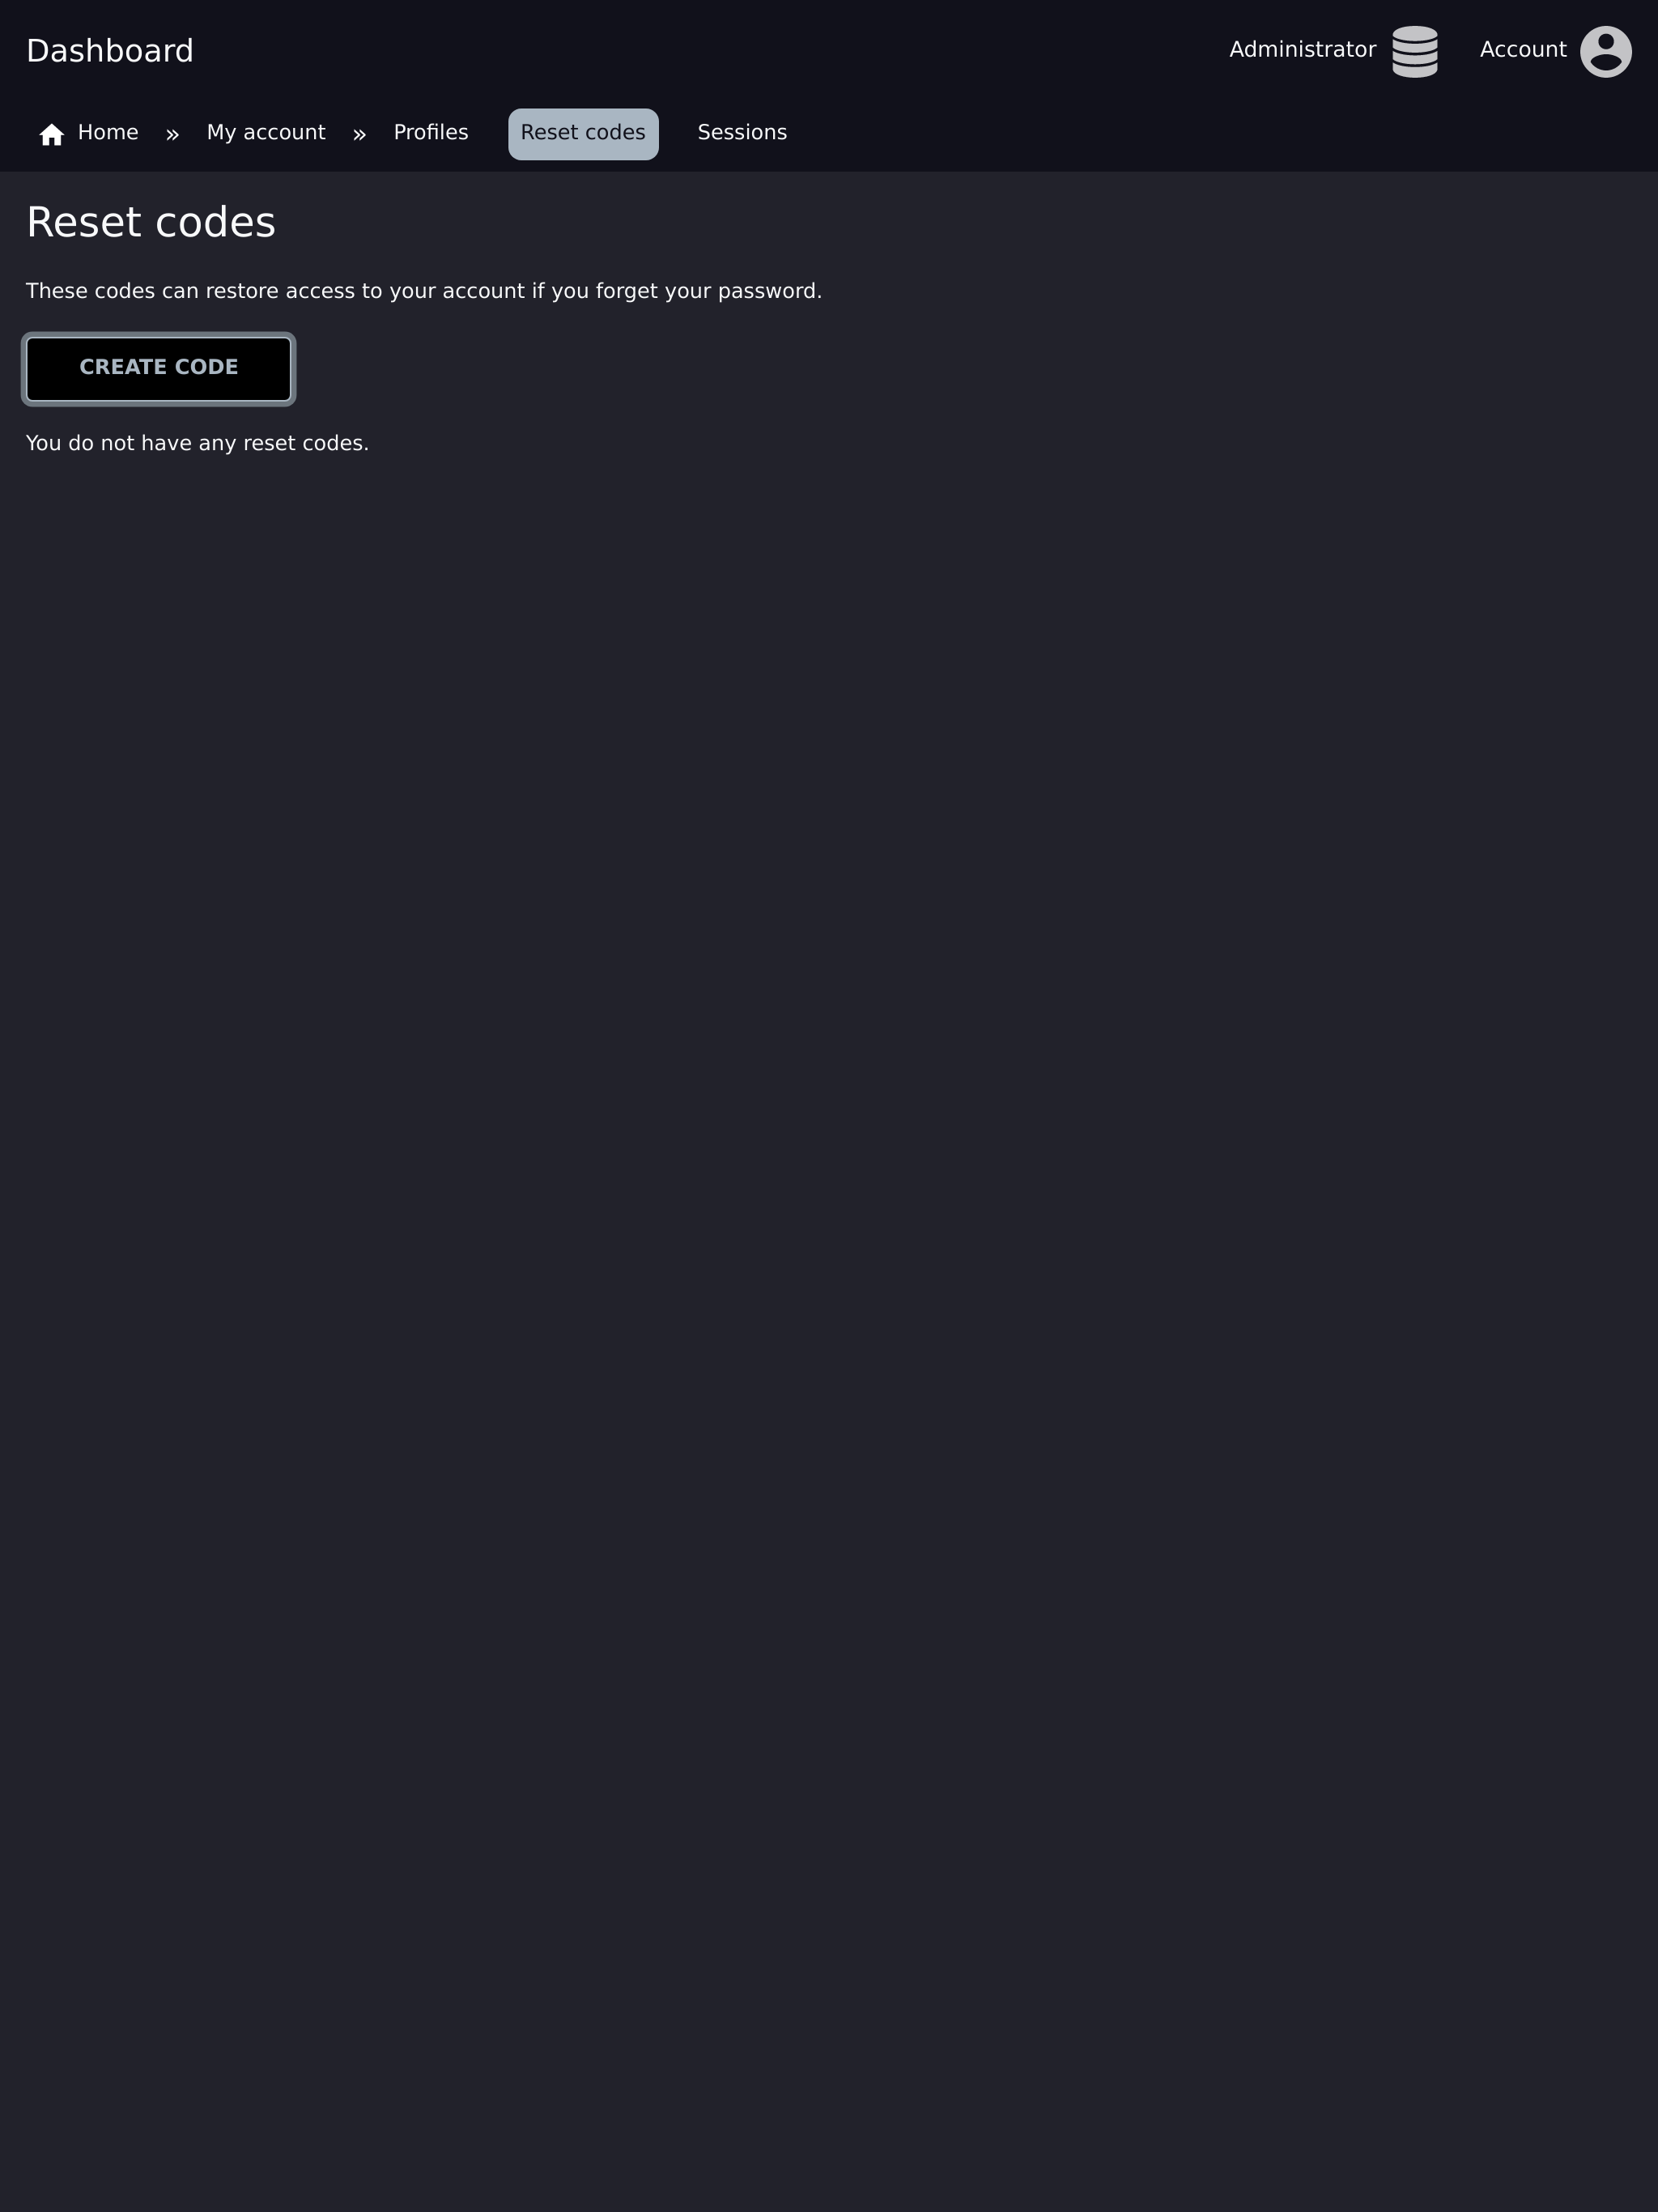 Dashboard
Administrator
Account
Home » My account » Profiles Reset codes Sessions
Reset codes
These codes can restore access to your account if you forget your password.
CREATE CODE
You do not have any reset codes.